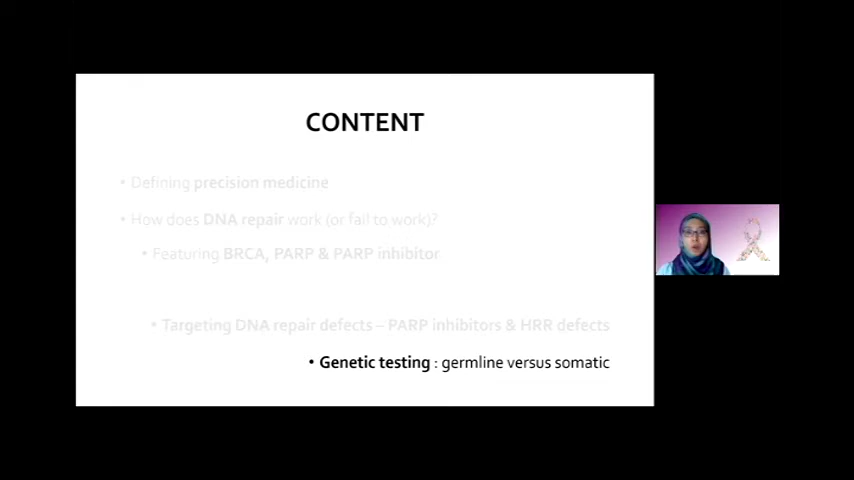 CONTENT
• Defining precision medicine
• How does DNA repair work (or fail to work)?
• Featuring BRCA, PARP & PARP inhibitor
• Targeting DNA repair defects – PARP inhibitors & HRR defects
• Genetic testing : germline versus somatic